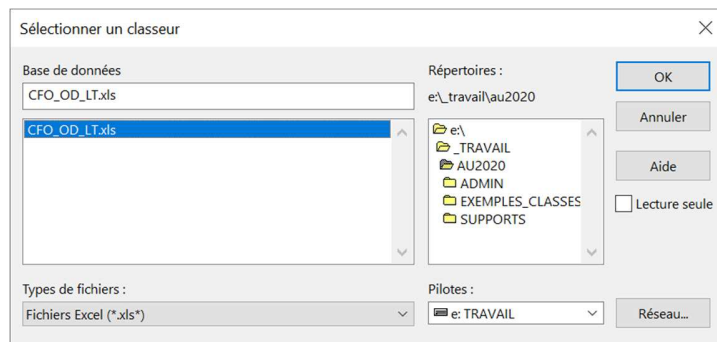 Sélectionner un classeur
Base de données
CFO_OD_LT.xls
CFO_OD_LT.xls
Types de fichiers :
Fichiers Excel (*.xls*)
Répertoires :
e:\_travail\au2020
e:\
_TRAVAIL
AU2020
ADMIN
EXEMPLES_CLASSES
SUPPORTS
Pilotes :
e: TRAVAIL
OK
Annuler
Aide
Lecture seule
Réseau...